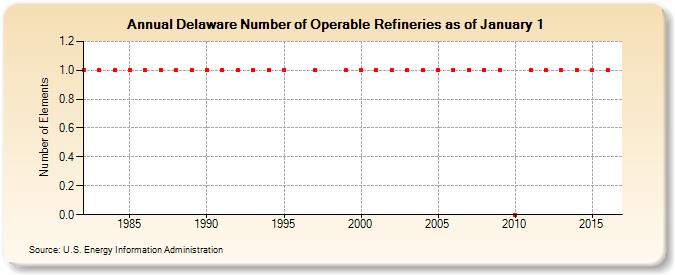 Annual Delaware Number of Operable Refineries as of January 1
Number of Elements
1.2
1.0
0.8
0.6
0.4
0.2
0.0
1985 1990 1995 2000 2005 2010 2015
Source: U.S. Energy Information Administration